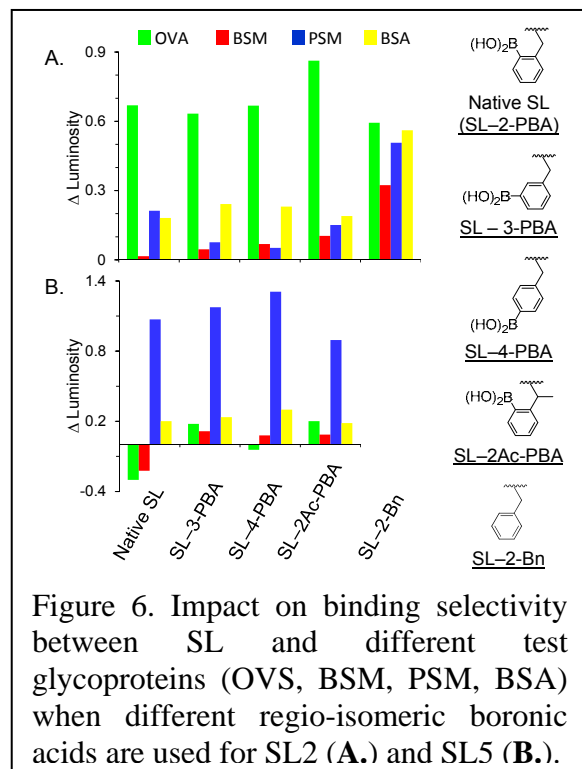 OVA BSM PSM BSA
A.
0.9
0.6
0.3
0
Δ Luminosity
B.
1.4
0.8
0.2
-0.4
Δ Luminosity
Native SL
SL–3-PBA
SL–4-PBA
SL–2Ac-PBA
SL–2-Bn
(HO)₂B
Native SL
(SL–2-PBA)
(HO)₂B
SL – 3-PBA
(HO)₂B
SL–4-PBA
(HO)₂B
SL–2Ac-PBA
SL–2-Bn
Figure 6. Impact on binding selectivity
between SL and different test
glycoproteins (OVS, BSM, PSM, BSA)
when different regio-isomeric boronic
acids are used for SL2 (A.) and SL5 (B.).